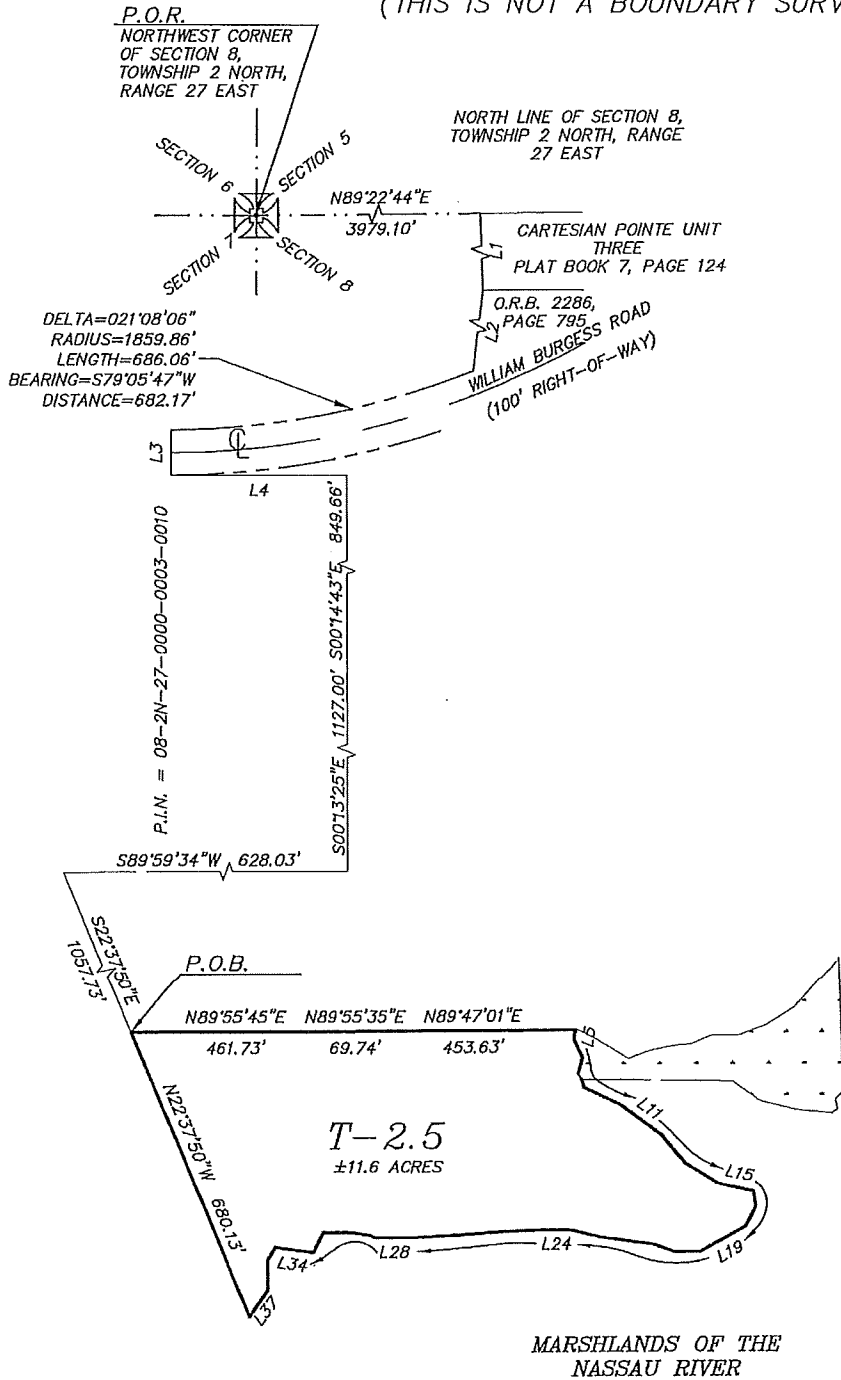 (THIS IS NOT A BOUNDARY SURV
P.O.R.
NORTHWEST CORNER
OF SECTION 8,
TOWNSHIP 2 NORTH,
RANGE 27 EAST
NORTH LINE OF SECTION 8,
TOWNSHIP 2 NORTH, RANGE
27 EAST
SECTION 6
SECTION 5
SECTION 7
SECTION 8
N89°22'44"E
3979.10'
L1
CARTESIAN POINTE UNIT
THREE
PLAT BOOK 7, PAGE 124
O.R.B. 2286,
PAGE 795
L2
WILLIAM BURGESS ROAD
(100' RIGHT-OF-WAY)
DELTA=021°08'06"
RADIUS=1859.86'
LENGTH=686.06'
BEARING=S79°05'47"W
DISTANCE=682.17'
CL
L3
L4
P.I.N. = 08-2N-27-0000-0003-0010
S00°14'43"E 849.66'
S00°13'25"E 1127.00'
S89°59'34"W 628.03'
S22°37'50"E
1057.73'
P.O.B.
N89°55'45"E N89°55'35"E N89°47'01"E
461.73' 69.74' 453.63'
L5
L11
L15
L19
L24
L28
L34
L37
N22°37'50"W 680.13'
T-2.5
±11.6 ACRES
MARSHLANDS OF THE
NASSAU RIVER